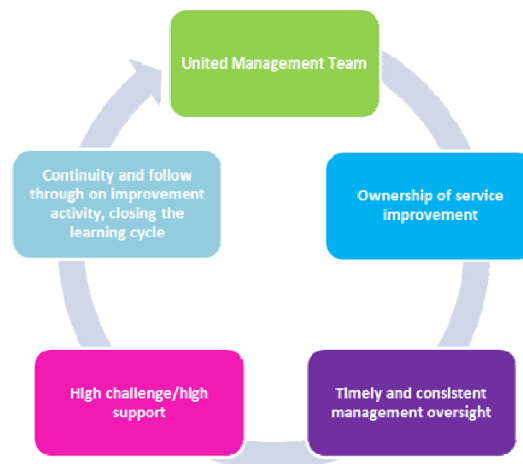 United Management Team
Ownership of service
improvement
Timely and consistent
management oversight
High challenge/high
support
Continuity and follow
through on improvement
activity, closing the
learning cycle